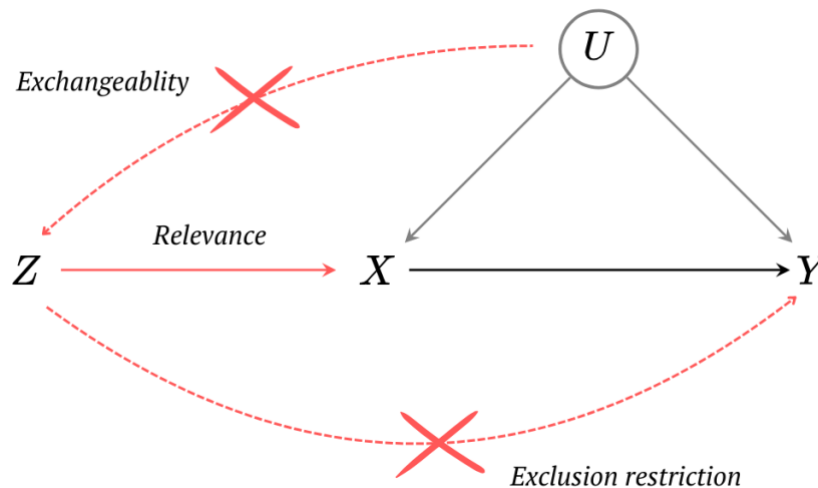 U
Exchangeablity
Relevance
Z
X
Y
Exclusion restriction